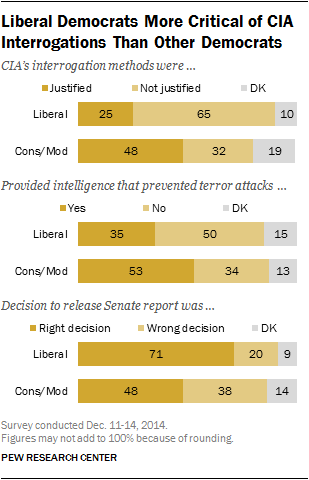 Liberal Democrats More Critical of CIA
Interrogations Than Other Democrats
CIA's interrogation methods were ...
Justified Not justified DK
Liberal 25 65 10
Cons/Mod 48 32 19
Provided intelligence that prevented terror attacks ...
Yes No DK
Liberal 35 50 15
Cons/Mod 53 34 13
Decision to release Senate report was ...
Right decision Wrong decision DK
Liberal 71 20 9
Cons/Mod 48 38 14
Survey conducted Dec. 11-14, 2014.
Figures may not add to 100% because of rounding.
PEW RESEARCH CENTER